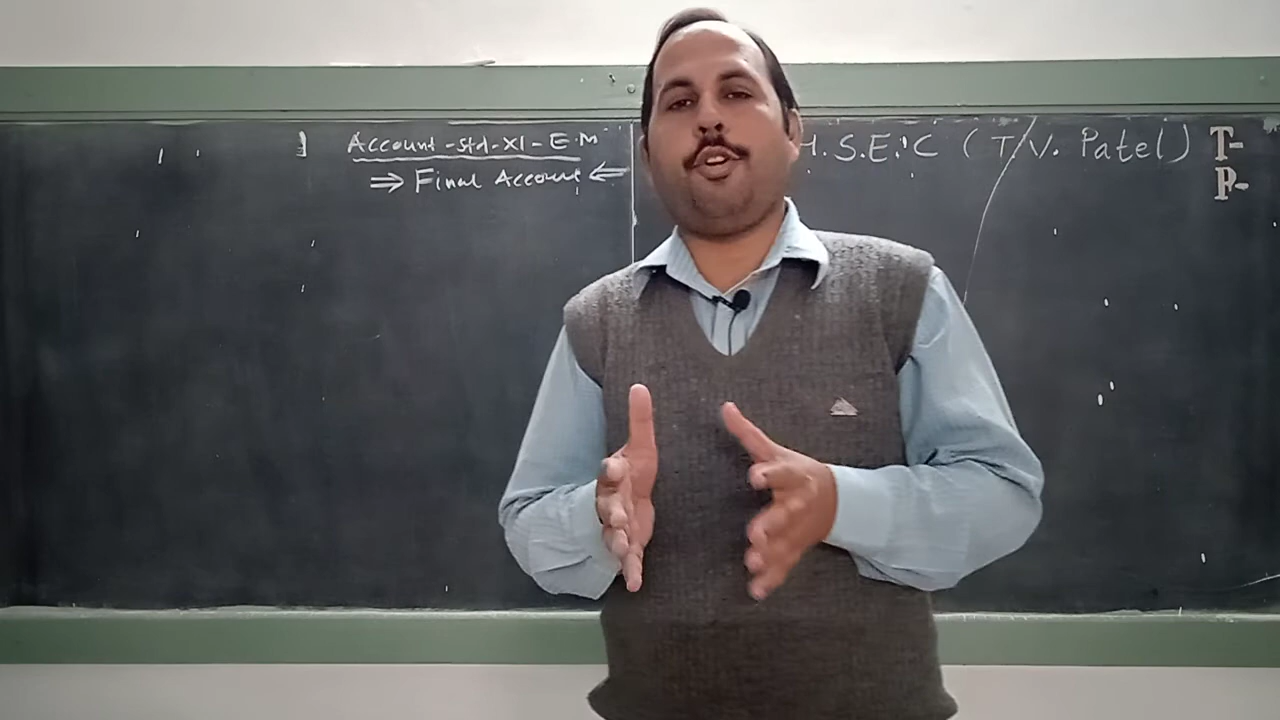 Account - Std - XI - E.M
⇒ Final Account ⇐
H.S.E.C (T.V. Patel)
T-
P-